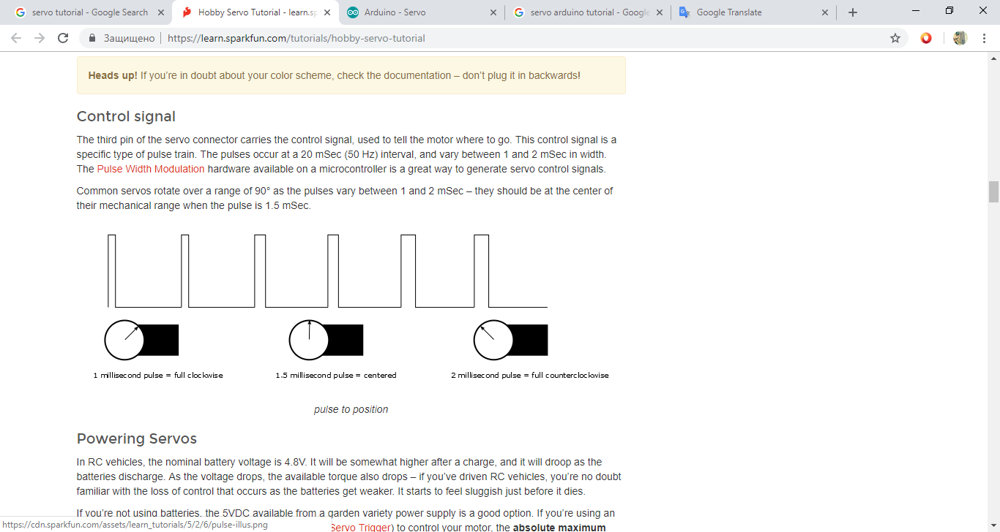 servo tutorial - Google Search
Hobby Servo Tutorial - learn.sp
Arduino - Servo
servo arduino tutorial - Google
Google Translate
Защищено
https://learn.sparkfun.com/tutorials/hobby-servo-tutorial
Heads up! If you’re in doubt about your color scheme, check the documentation – don’t plug it in backwards!
Control signal
The third pin of the servo connector carries the control signal, used to tell the motor where to go. This control signal is a
specific type of pulse train. The pulses occur at a 20 mSec (50 Hz) interval, and vary between 1 and 2 mSec in width.
The Pulse Width Modulation hardware available on a microcontroller is a great way to generate servo control signals.
Common servos rotate over a range of 90° as the pulses vary between 1 and 2 mSec – they should be at the center of
their mechanical range when the pulse is 1.5 mSec.
1 millisecond pulse = full clockwise
1.5 millisecond pulse = centered
2 millisecond pulse = full counterclockwise
pulse to position
Powering Servos
In RC vehicles, the nominal battery voltage is 4.8V. It will be somewhat higher after a charge, and it will droop as the
batteries discharge. As the voltage drops, the available torque also drops – if you’ve driven RC vehicles, you’re no doubt
familiar with the loss of control that occurs as the batteries get weaker. It starts to feel sluggish just before it dies.
If you’re not using batteries, the 5VDC available from a garden variety power supply is a good option. If you’re using an
Servo Trigger) to control your motor, the absolute maximum
https://cdn.sparkfun.com/assets/learn_tutorials/5/2/6/pulse-illus.png